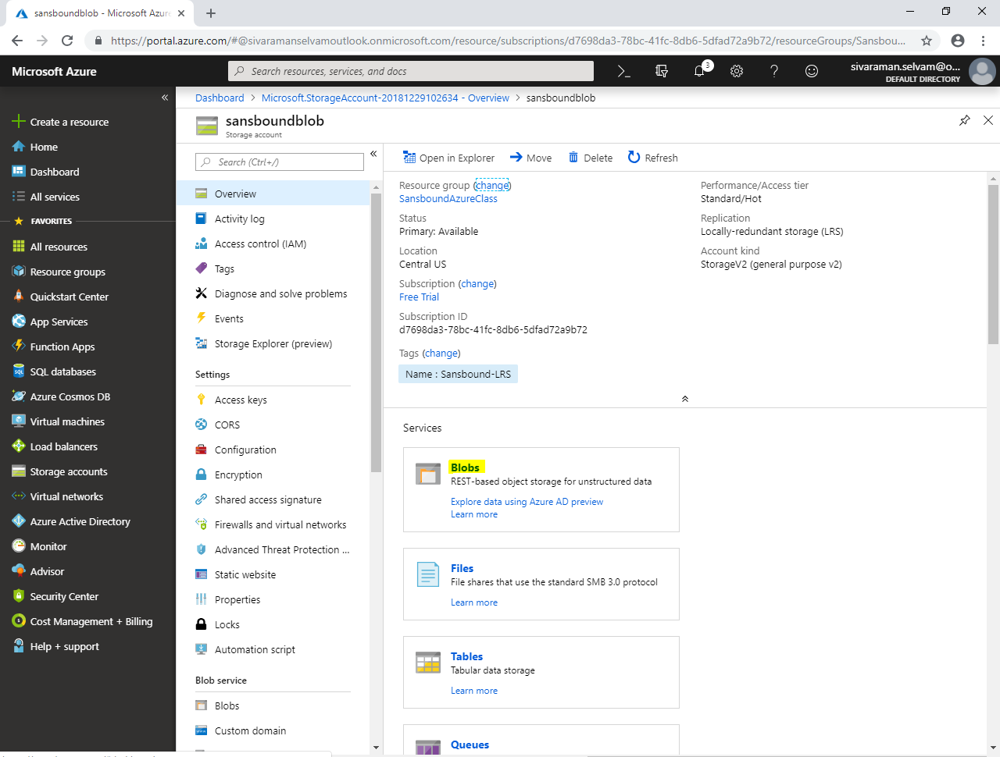 sansboundblob - Microsoft Azure
https://portal.azure.com/#@sivaramanselvamoutlook.onmicrosoft.com/resource/subscriptions/d7698da3-78bc-41fc-8db6-5dfad72a9b72/resourceGroups/Sansbou...
Microsoft Azure
Search resources, services, and docs
3
sivaraman.selvam@o...
DEFAULT DIRECTORY
Dashboard > Microsoft.StorageAccount-20181229102634 - Overview > sansboundblob
sansboundblob
Storage account
Create a resource
Home
Dashboard
All services
FAVORITES
All resources
Resource groups
Quickstart Center
App Services
Function Apps
SQL databases
Azure Cosmos DB
Virtual machines
Load balancers
Storage accounts
Virtual networks
Azure Active Directory
Monitor
Advisor
Security Center
Cost Management + Billing
Help + support
Search (Ctrl+/)
Overview
Activity log
Access control (IAM)
Tags
Diagnose and solve problems
Events
Storage Explorer (preview)
Settings
Access keys
CORS
Configuration
Encryption
Shared access signature
Firewalls and virtual networks
Advanced Threat Protection ...
Static website
Properties
Locks
Automation script
Blob service
Blobs
Custom domain
Open in Explorer
Move
Delete
Refresh
Resource group (change)
SansboundAzureClass
Status
Primary: Available
Location
Central US
Subscription (change)
Free Trial
Subscription ID
d7698da3-78bc-41fc-8db6-5dfad72a9b72
Tags (change)
Name : Sansbound-LRS
Performance/Access tier
Standard/Hot
Replication
Locally-redundant storage (LRS)
Account kind
StorageV2 (general purpose v2)
Services
Blobs
REST-based object storage for unstructured data
Explore data using Azure AD preview
Learn more
Files
File shares that use the standard SMB 3.0 protocol
Learn more
Tables
Tabular data storage
Learn more
Queues